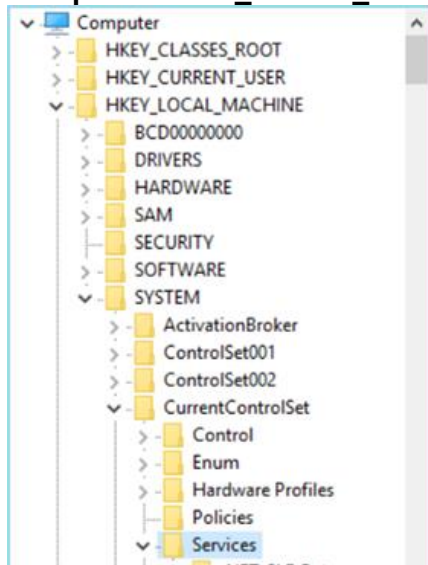 Computer
HKEY_CLASSES_ROOT
HKEY_CURRENT_USER
HKEY_LOCAL_MACHINE
BCD00000000
DRIVERS
HARDWARE
SAM
SECURITY
SOFTWARE
SYSTEM
ActivationBroker
ControlSet001
ControlSet002
CurrentControlSet
Control
Enum
Hardware Profiles
Policies
Services